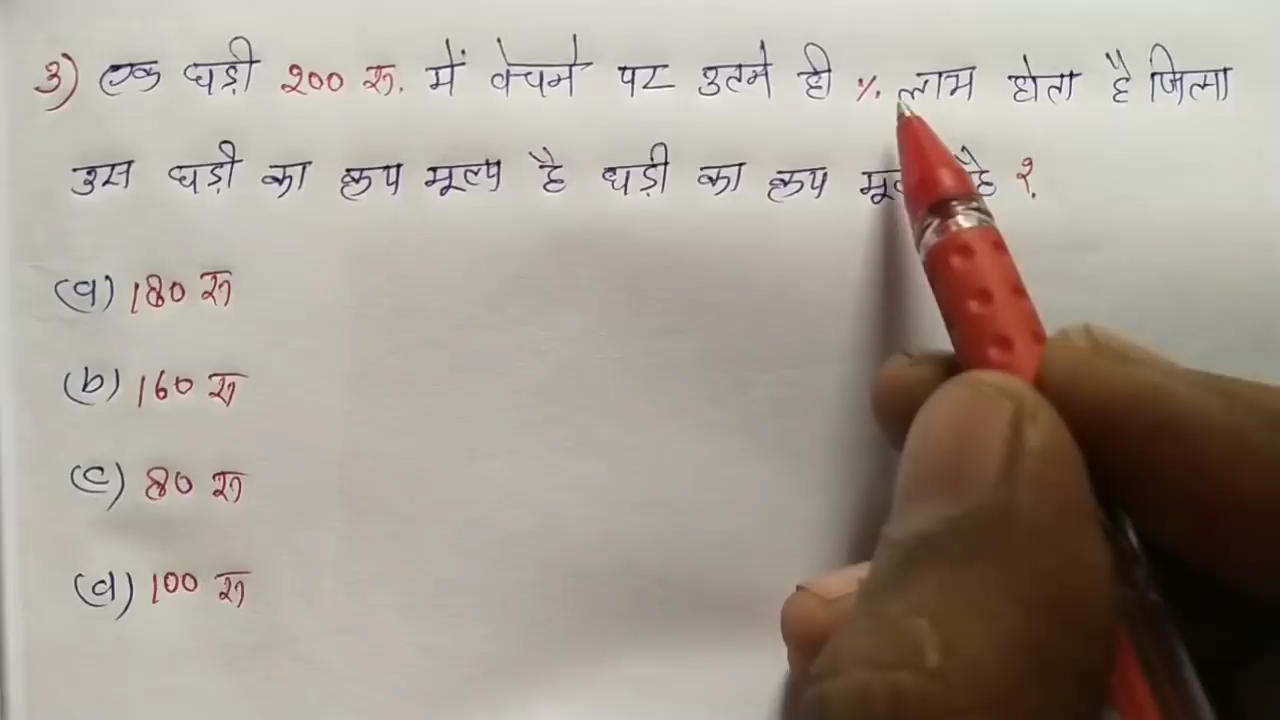 3) एक घड़ी 200 रु. में बेचने पर उतने ही % लाभ होता है जितना
उस घड़ी का क्रय मूल्य है घड़ी का क्रय है ?
(a) 180 रु
(b) 160 रु
(c) 80 रु
(d) 100 रु